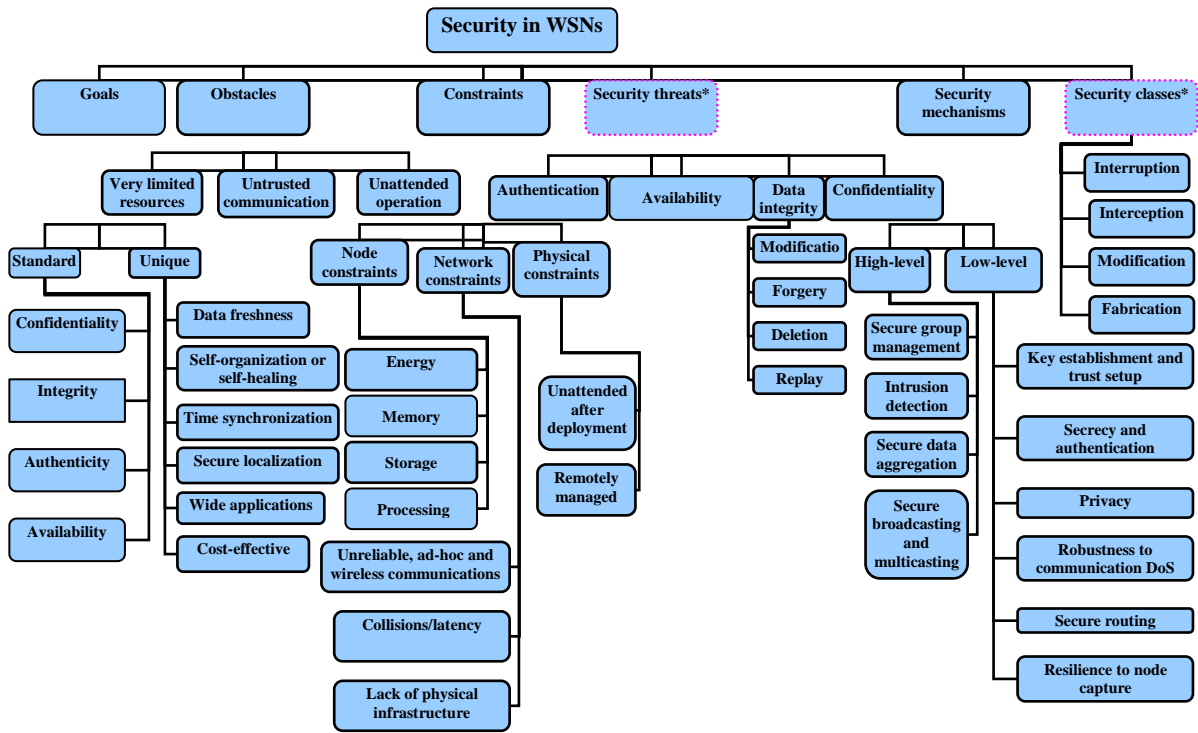 Security in WSNs
Goals
Obstacles
Constraints
Security threats*
Security
mechanisms
Security classes*
Very limited
resources
Untrusted
communication
Unattended
operation
Authentication
Availability
Data
integrity
Confidentiality
Interruption
Interception
Modification
Fabrication
Standard
Unique
Node
constraints
Network
constraints
Physical
constraints
Modificatio
Forgery
Deletion
Replay
High-level
Low-level
Confidentiality
Integrity
Authenticity
Availability
Data freshness
Self-organization or
self-healing
Time synchronization
Secure localization
Wide applications
Cost-effective
Energy
Memory
Storage
Processing
Unreliable, ad-hoc and
wireless communications
Collisions/latency
Lack of physical
infrastructure
Unattended
after
deployment
Remotely
managed
Secure group
management
Intrusion
detection
Secure data
aggregation
Secure
broadcasting
and
multicasting
Key establishment and
trust setup
Secrecy and
authentication
Privacy
Robustness to
communication DoS
Secure routing
Resilience to node
capture